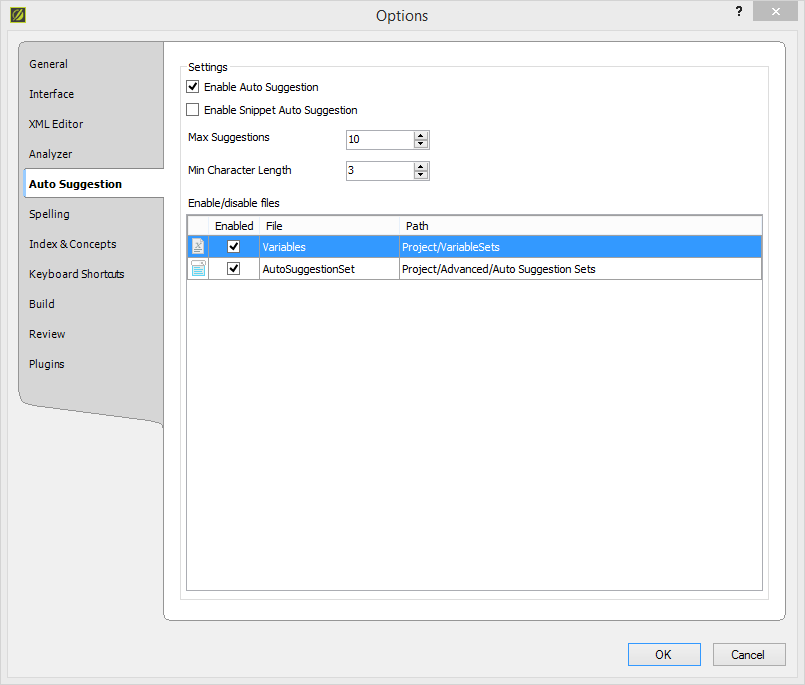 Options
?
General
Interface
XML Editor
Analyzer
Auto Suggestion
Spelling
Index & Concepts
Keyboard Shortcuts
Build
Review
Plugins
Settings
Enable Auto Suggestion
Enable Snippet Auto Suggestion
Max Suggestions 10
Min Character Length 3
Enable/disable files
Enabled File Path
Variables Project/VariableSets
AutoSuggestionSet Project/Advanced/Auto Suggestion Sets
OK Cancel